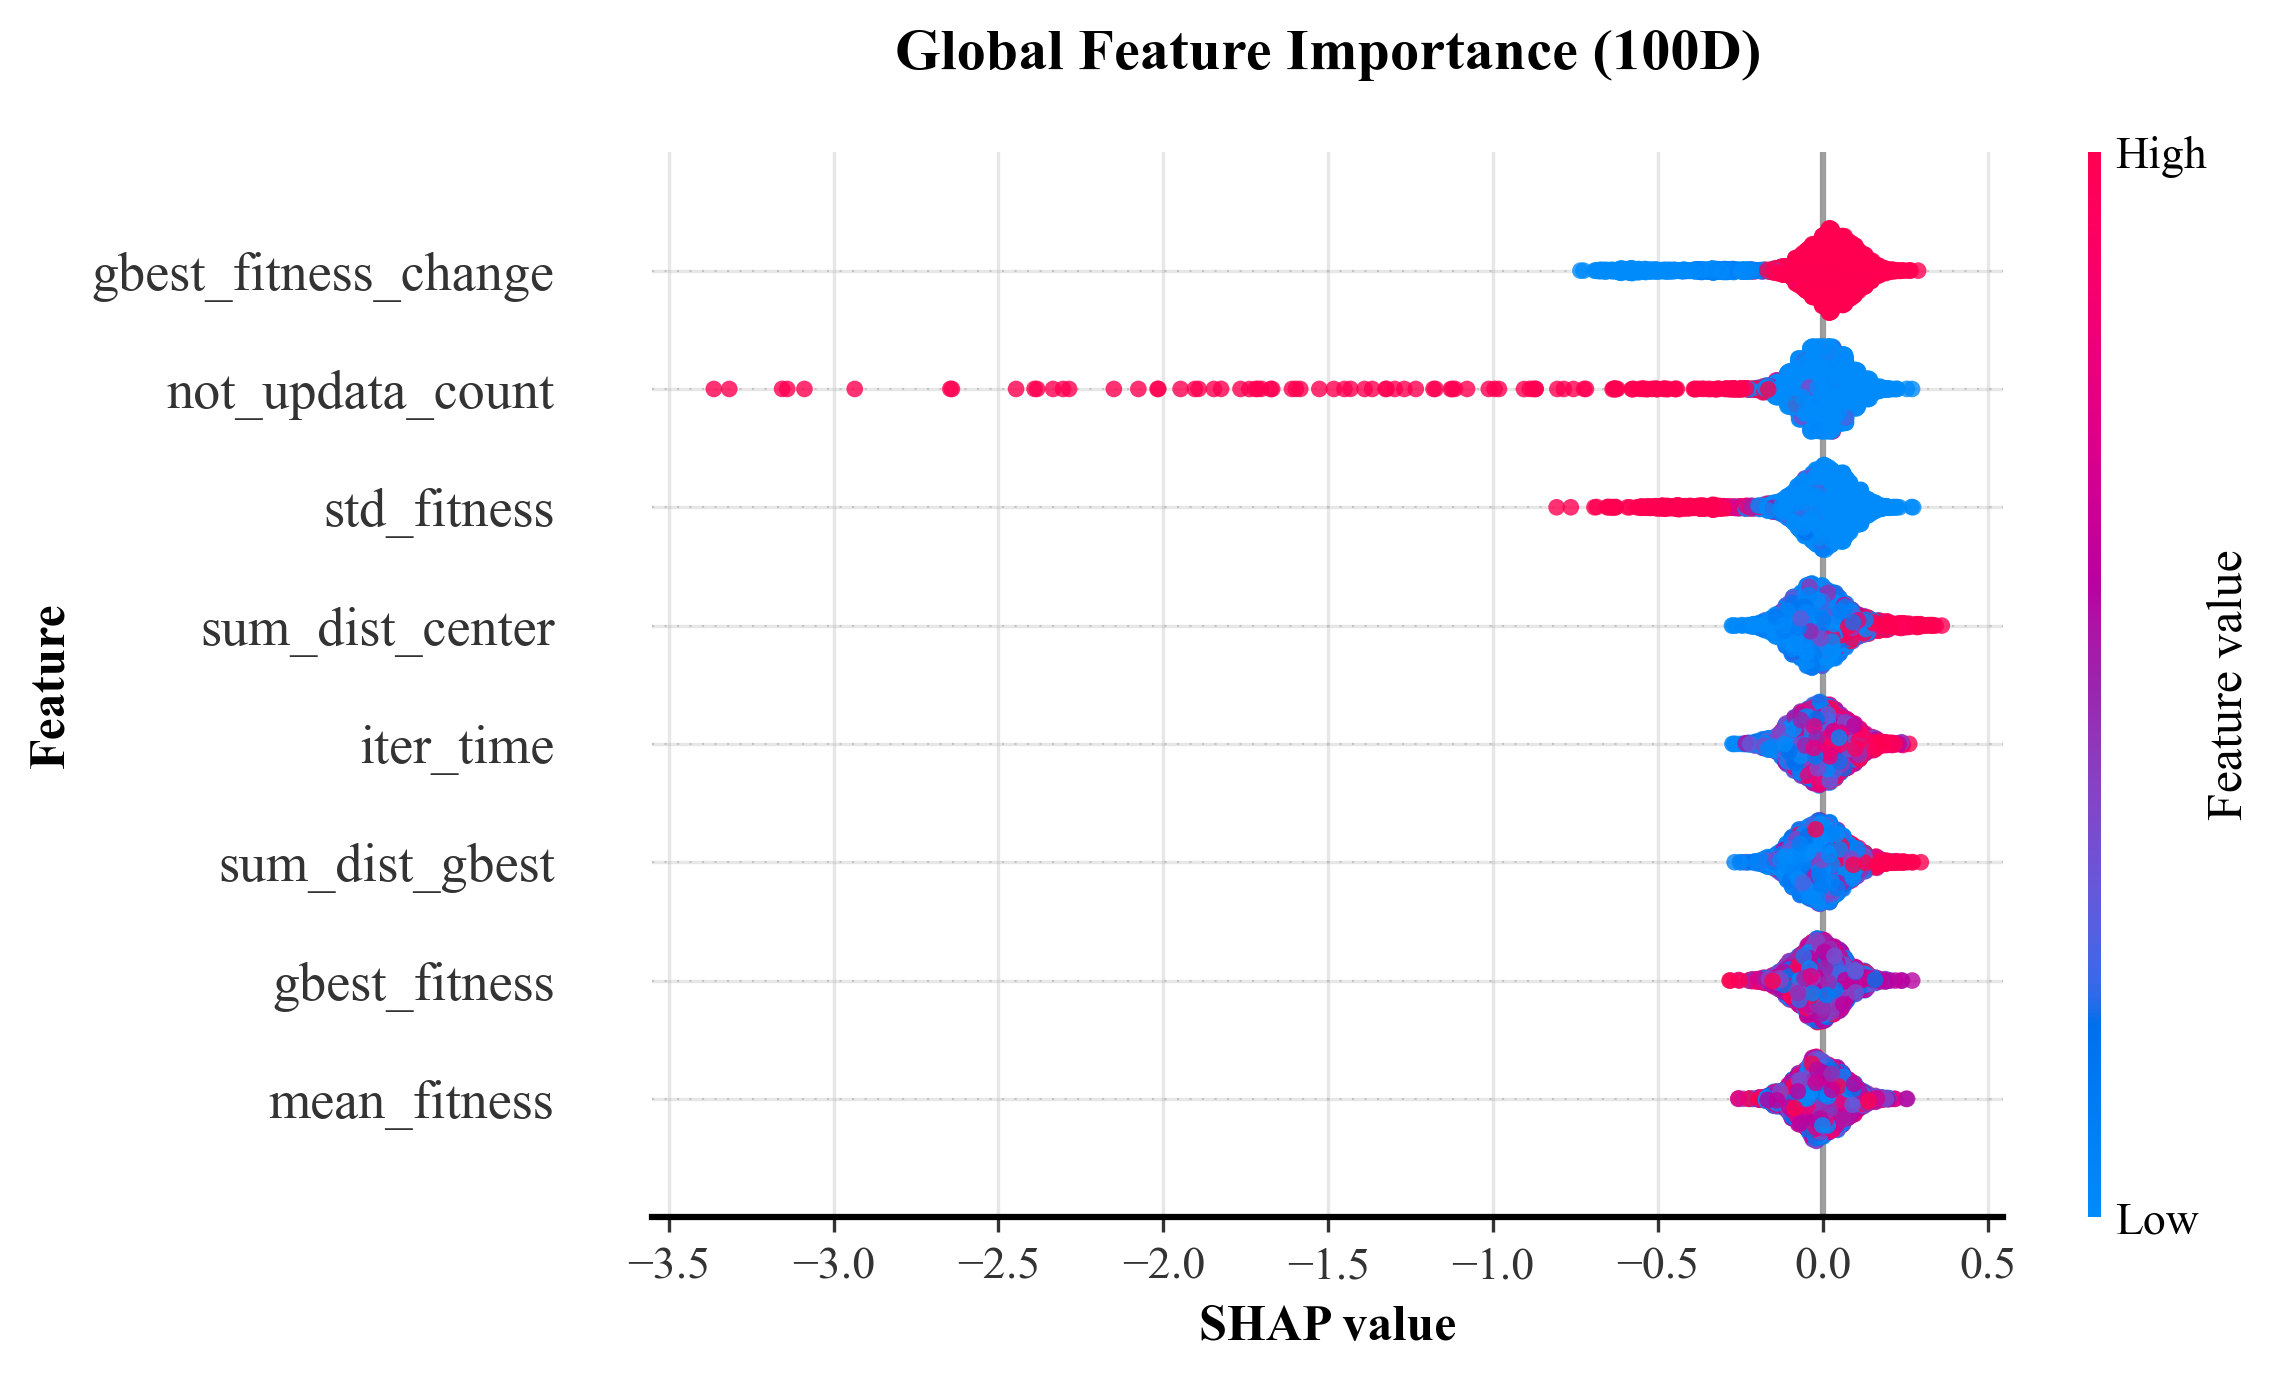 Global Feature Importance (100D)
High
gbest_fitness_change
not_updata_count
std_fitness
sum_dist_center
iter_time
sum_dist_gbest
gbest_fitness
mean_fitness
Feature
Feature value
Low
−3.5 −3.0 −2.5 −2.0 −1.5 −1.0 −0.5 0.0 0.5
SHAP value